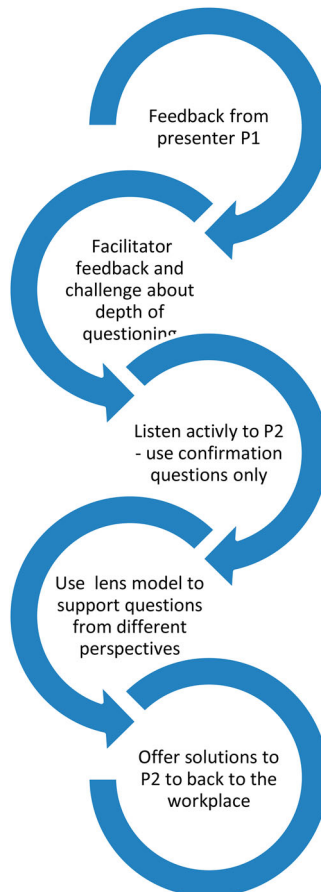 Feedback from
presenter P1
Facilitator
feedback and
challenge about
depth of
questioning
Listen activly to P2
- use confirmation
questions only
Use lens model to
support questions
from different
perspectives
Offer solutions to
P2 to back to the
workplace